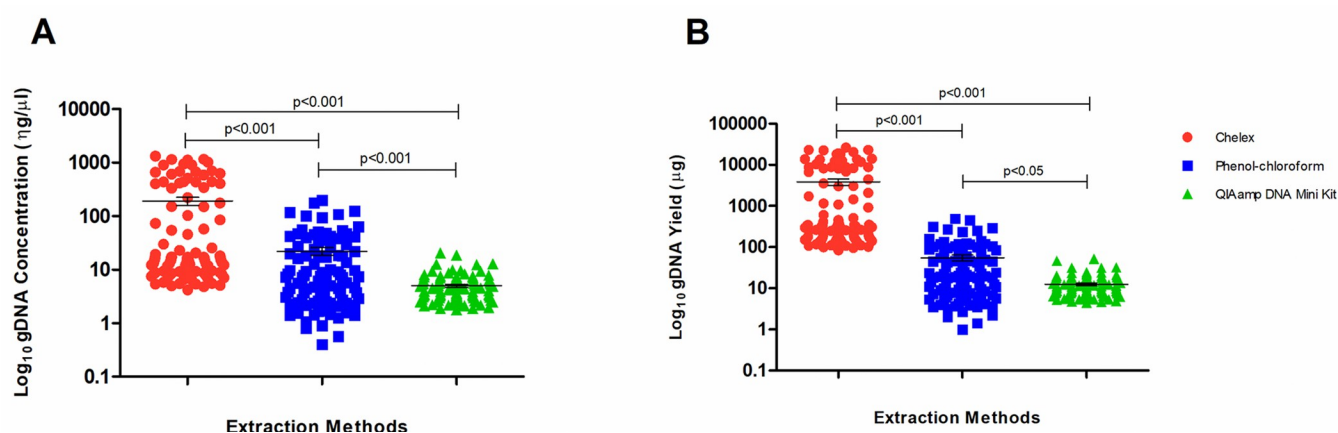 A
Log10 gDNA Concentration (ηg/µl)
10000
1000
100
10
1
0.1
p<0.001
p<0.001
p<0.001
Extraction Methods
B
Log10 gDNA Yield (µg)
100000
10000
1000
100
10
1
0.1
p<0.001
p<0.001
p<0.05
Extraction Methods
Chelex
Phenol-chloroform
QIAamp DNA Mini Kit